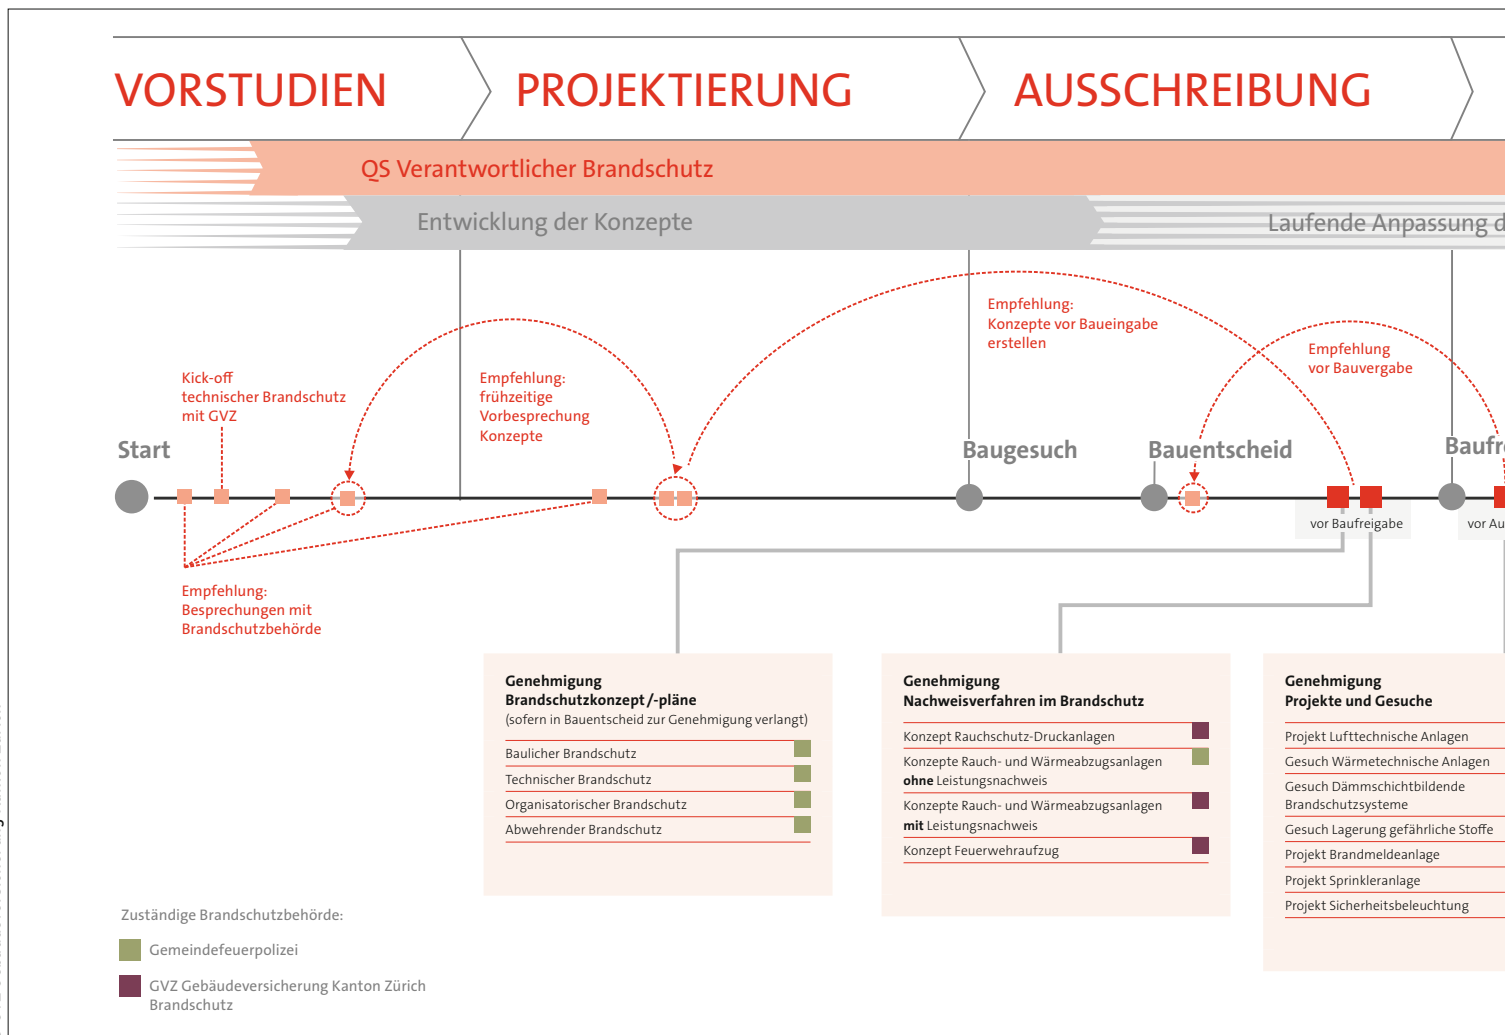 VORSTUDIEN
PROJEKTIERUNG
AUSSCHREIBUNG
QS Verantwortlicher Brandschutz
Entwicklung der Konzepte
Laufende Anpassung d
Empfehlung:
Konzepte vor Baueingabe
erstellen
Empfehlung
vor Bauvergabe
Kick-off
technischer Brandschutz
mit GVZ
Empfehlung:
frühzeitige
Vorbesprechung
Konzepte
Start
Baugesuch
Bauentscheid
Baufre
vor Baufreigabe
vor Au
Empfehlung:
Besprechungen mit
Brandschutzbehörde
Genehmigung
Brandschutzkonzept/-pläne
(sofern in Bauentscheid zur Genehmigung verlangt)
Baulicher Brandschutz
Technischer Brandschutz
Organisatorischer Brandschutz
Abwehrender Brandschutz
Genehmigung
Nachweisverfahren im Brandschutz
Konzept Rauchschutz-Druckanlagen
Konzepte Rauch- und Wärmeabzugsanlagen
ohne Leistungsnachweis
Konzepte Rauch- und Wärmeabzugsanlagen
mit Leistungsnachweis
Konzept Feuerwehraufzug
Genehmigung
Projekte und Gesuche
Projekt Lufttechnische Anlagen
Gesuch Wärmetechnische Anlagen
Gesuch Dämmschichtbildende
Brandschutzsysteme
Gesuch Lagerung gefährliche Stoffe
Projekt Brandmeldeanlage
Projekt Sprinkleranlage
Projekt Sicherheitsbeleuchtung
Zuständige Brandschutzbehörde:
Gemeindefeuerpolizei
GVZ Gebäudeversicherung Kanton Zürich
Brandschutz